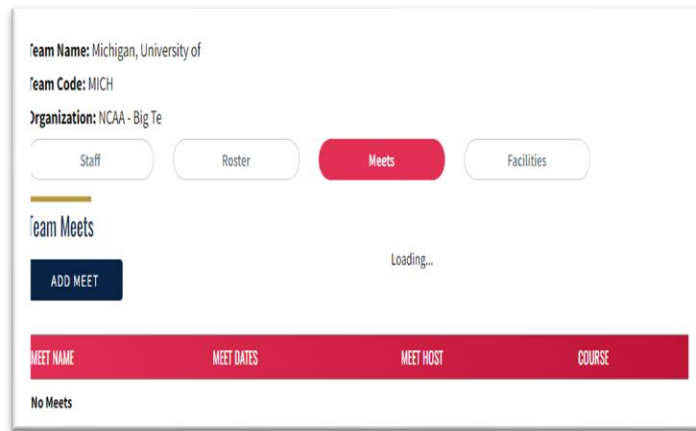 Team Name: Michigan, University of
Team Code: MICH
Organization: NCAA - Big Te
Staff Roster Meets Facilities
Team Meets
Loading...
ADD MEET
MEET NAME MEET DATES MEET HOST COURSE
No Meets